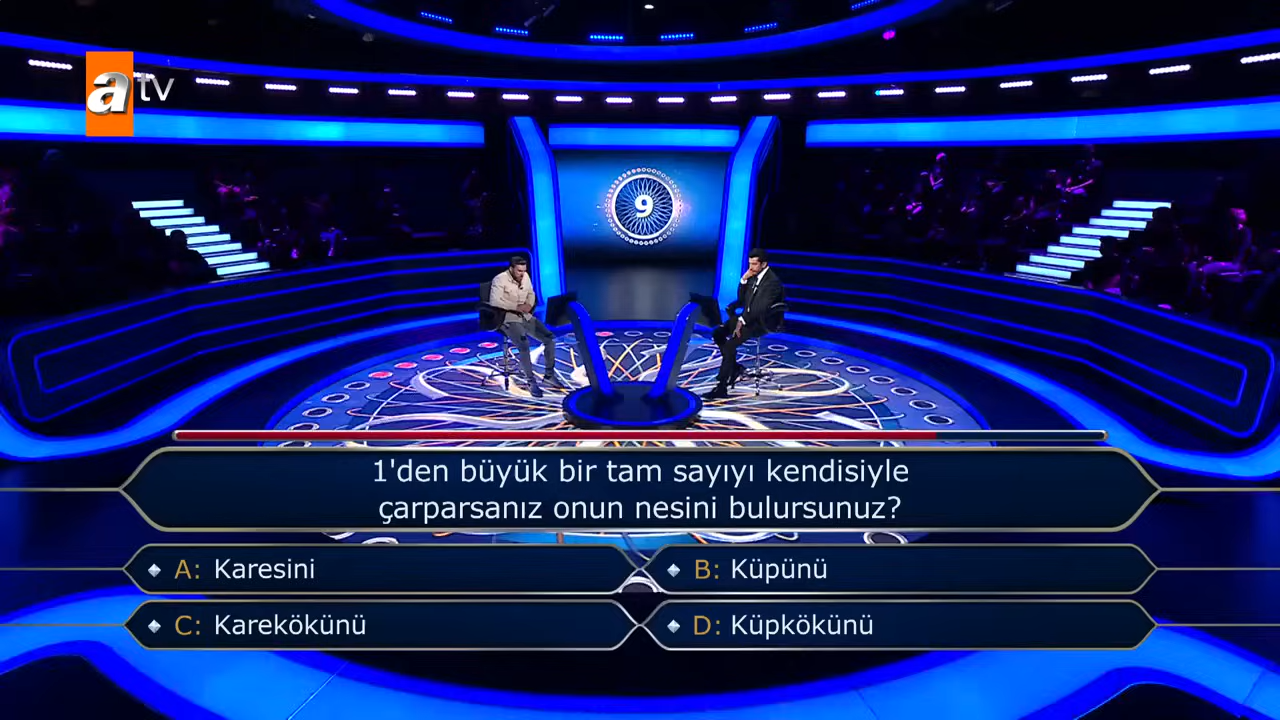 atv
9
1'den büyük bir tam sayıyı kendisiyle
çarparsanız onun nesini bulursunuz?
A: Karesini
B: Küpünü
C: Karekökünü
D: Küpkökünü